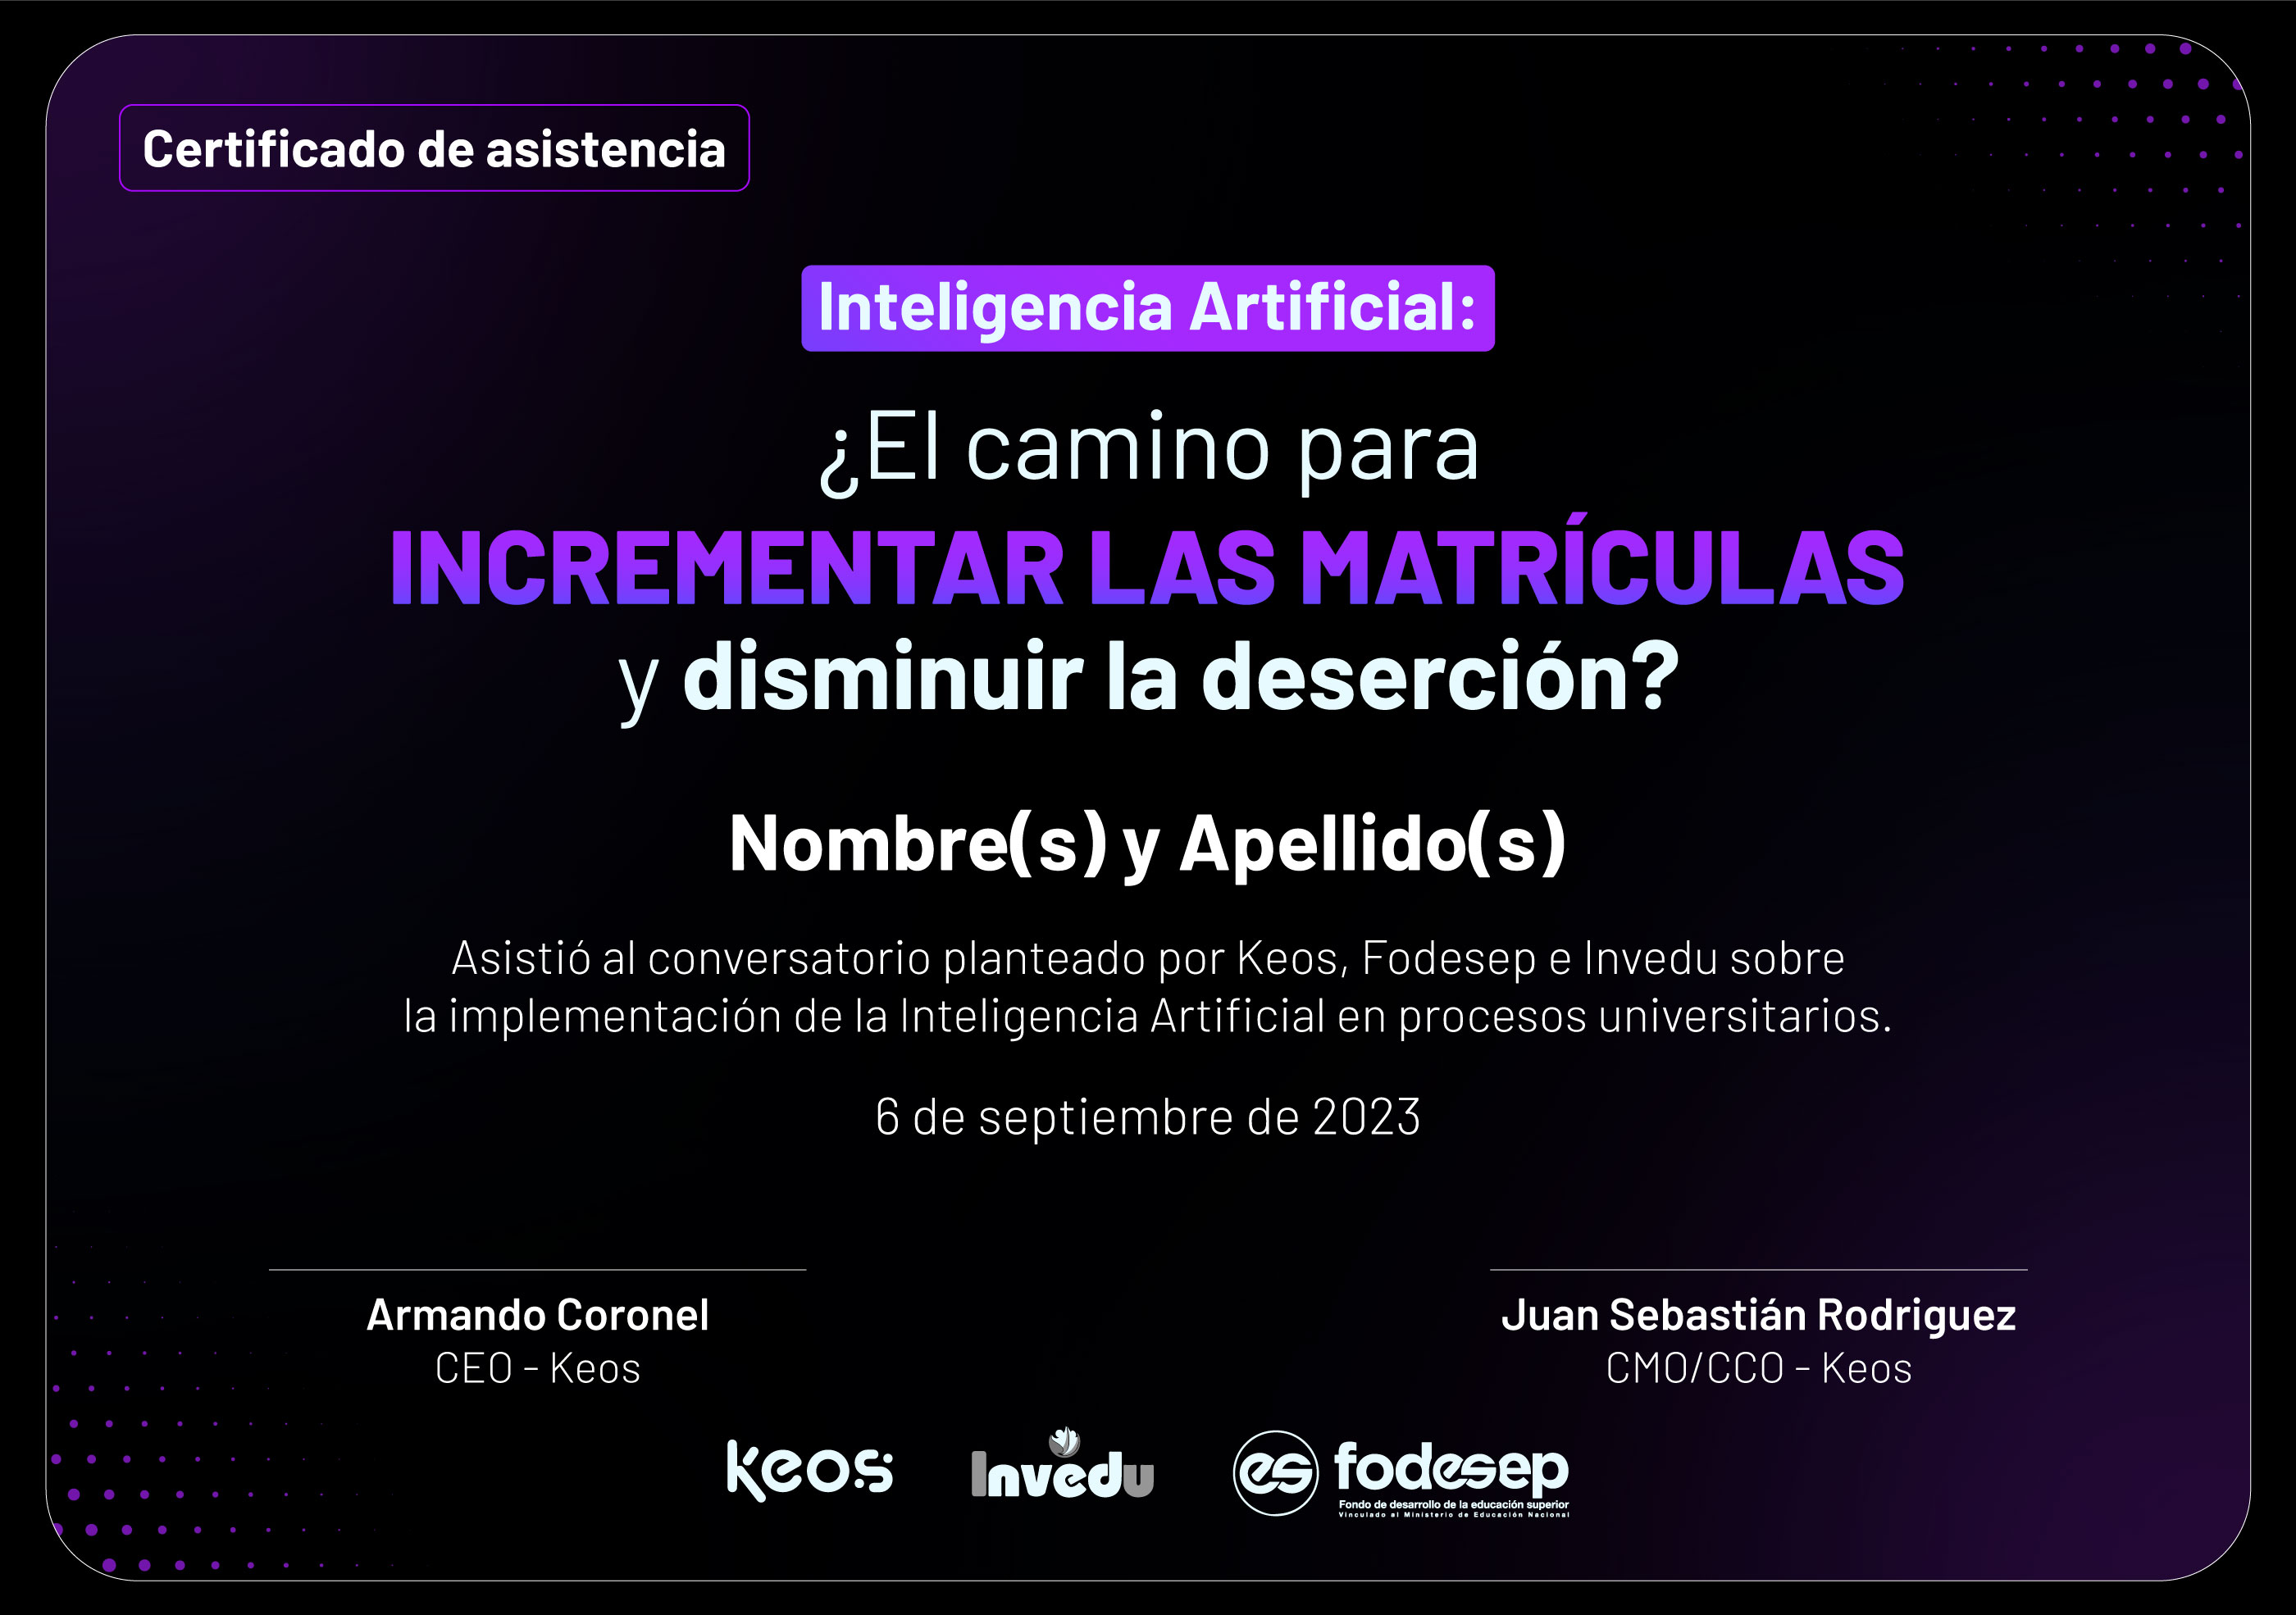 Certificado de asistencia
Inteligencia Artificial:
¿El camino para
INCREMENTAR LAS MATRÍCULAS
y disminuir la deserción?
Nombre(s) y Apellido(s)
Asistió al conversatorio planteado por Keos, Fodesep e Invedu sobre
la implementación de la Inteligencia Artificial en procesos universitarios.
6 de septiembre de 2023
Armando Coronel
CEO - Keos
Juan Sebastián Rodriguez
CMO/CCO - Keos
keos
Invedu
es fodesep
Fondo de desarrollo de la educación superior
Vinculado al Ministerio de Educación Nacional